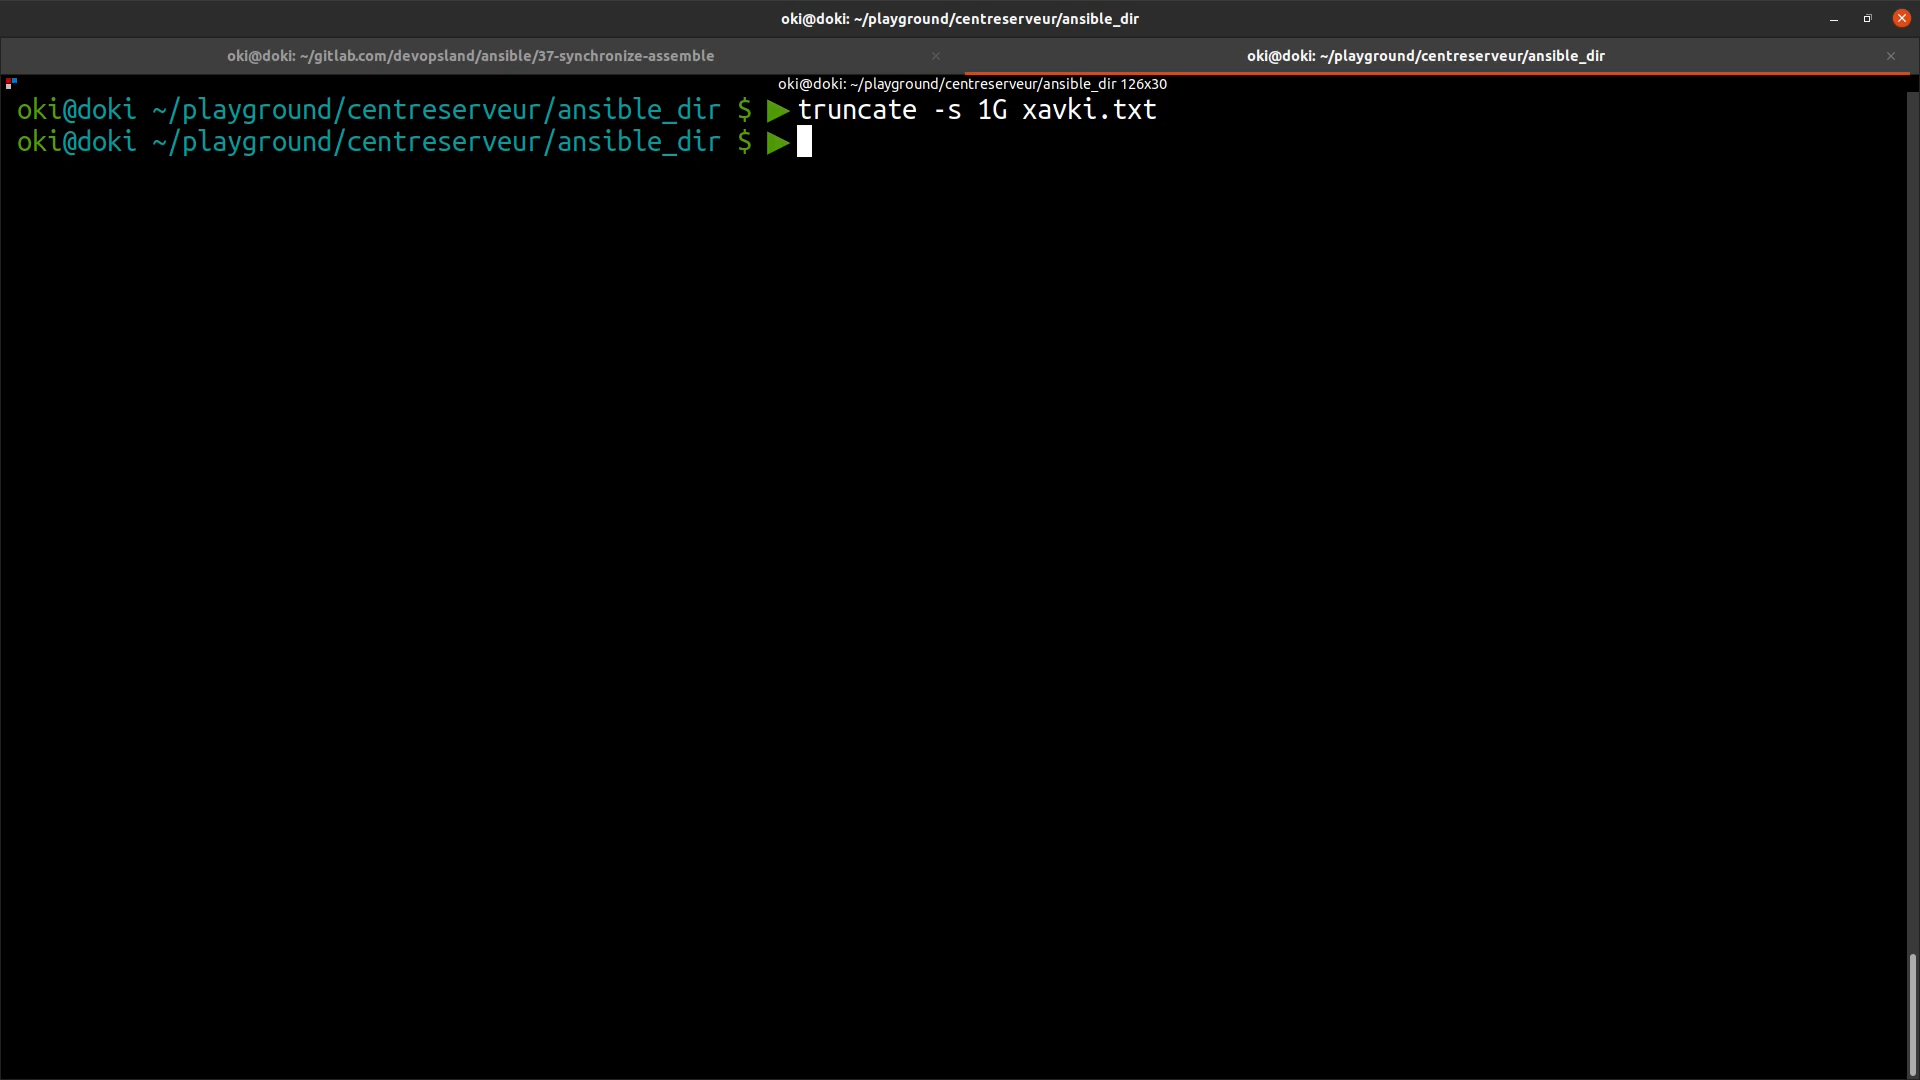 oki@doki: ~/playground/centreserveur/ansible_dir
oki@doki: ~/gitlab.com/devopsland/ansible/37-synchronize-assemble
oki@doki: ~/playground/centreserveur/ansible_dir
oki@doki: ~/playground/centreserveur/ansible_dir 126x30
oki@doki ~/playground/centreserveur/ansible_dir $ ▶truncate -s 1G xavki.txt
oki@doki ~/playground/centreserveur/ansible_dir $ ▶